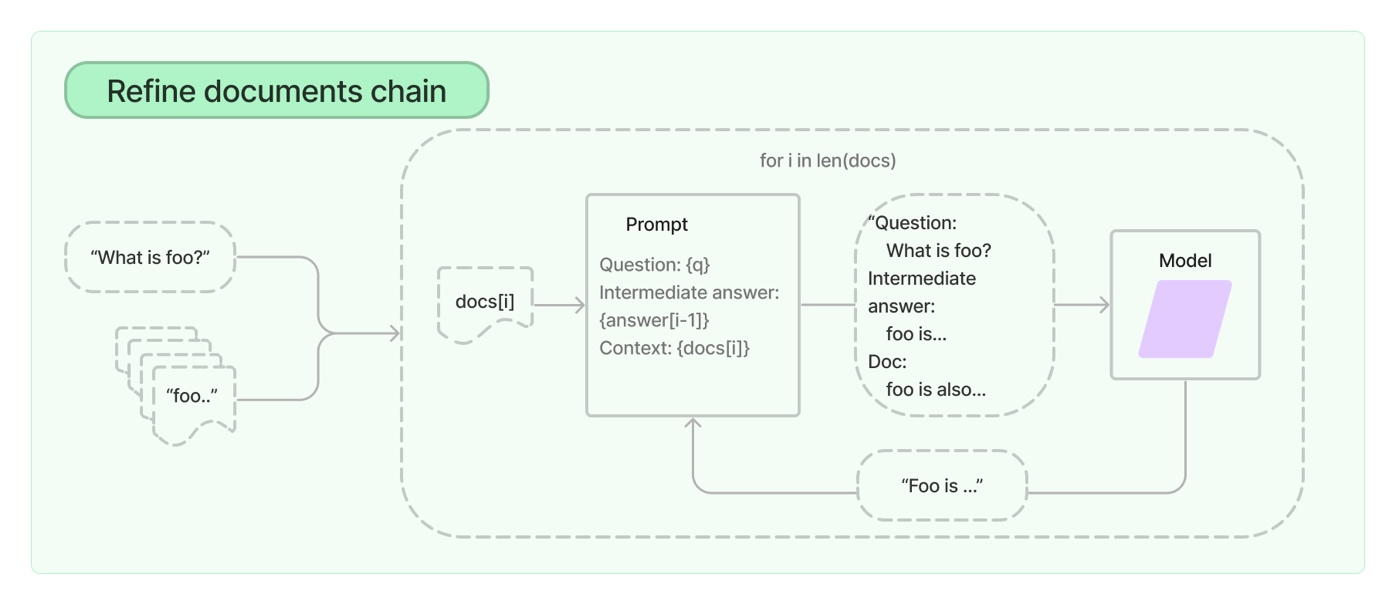 Refine documents chain
for i in len(docs)
“What is foo?”
“foo..”
docs[i]
Prompt
Question: {q}
Intermediate answer:
{answer[i-1]}
Context: {docs[i]}
“Question:
What is foo?
Intermediate
answer:
foo is...
Doc:
foo is also...
Model
“Foo is ...”